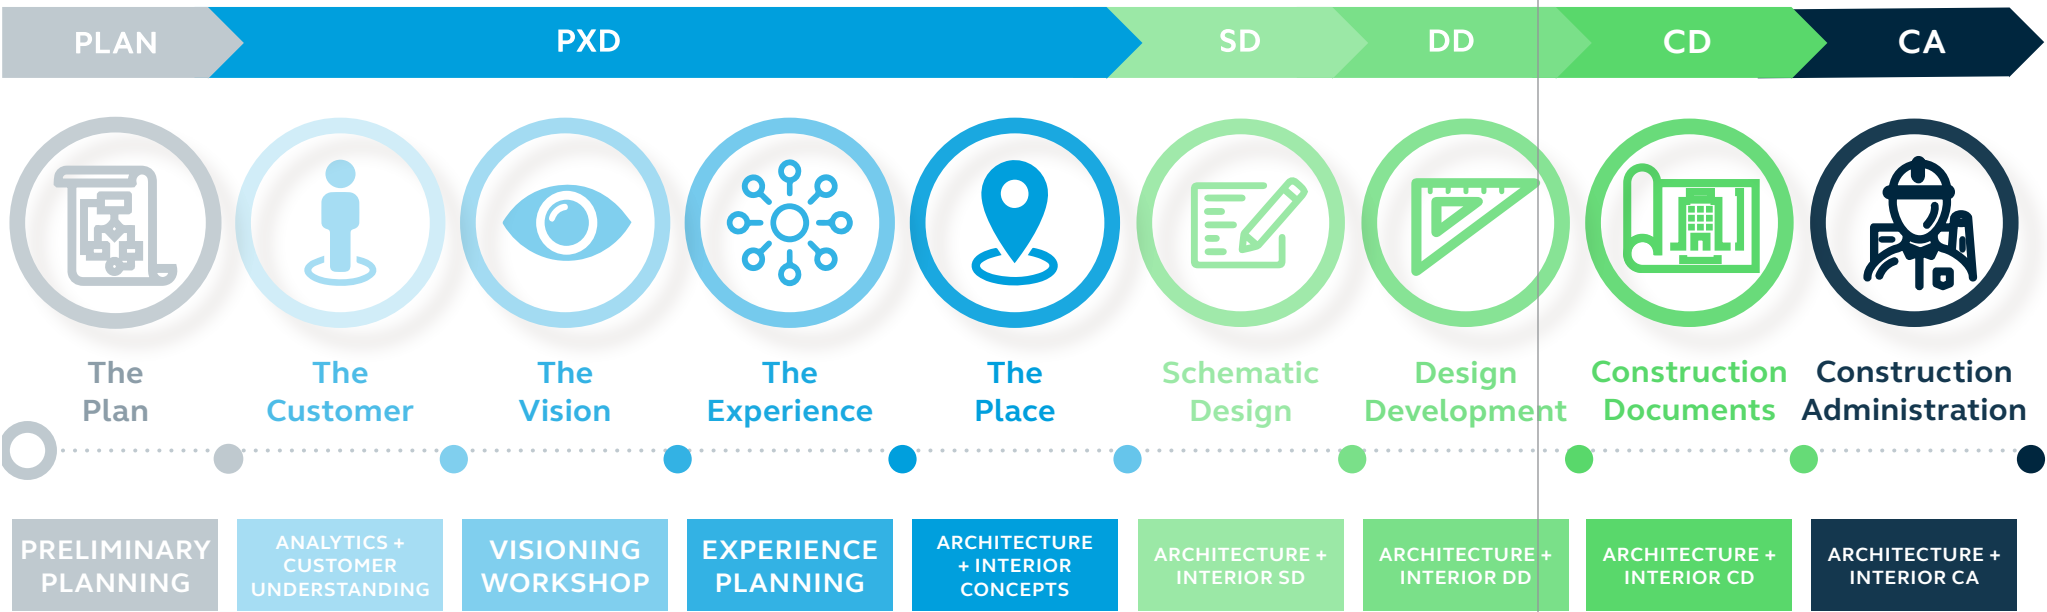 PLAN
PXD
SD
DD
CD
CA
The
Plan
The
Customer
The
Vision
The
Experience
The
Place
Schematic
Design
Design
Development
Construction
Documents
Construction
Administration
PRELIMINARY
PLANNING
ANALYTICS +
CUSTOMER
UNDERSTANDING
VISIONING
WORKSHOP
EXPERIENCE
PLANNING
ARCHITECTURE
+ INTERIOR
CONCEPTS
ARCHITECTURE +
INTERIOR SD
ARCHITECTURE +
INTERIOR DD
ARCHITECTURE +
INTERIOR CD
ARCHITECTURE +
INTERIOR CA